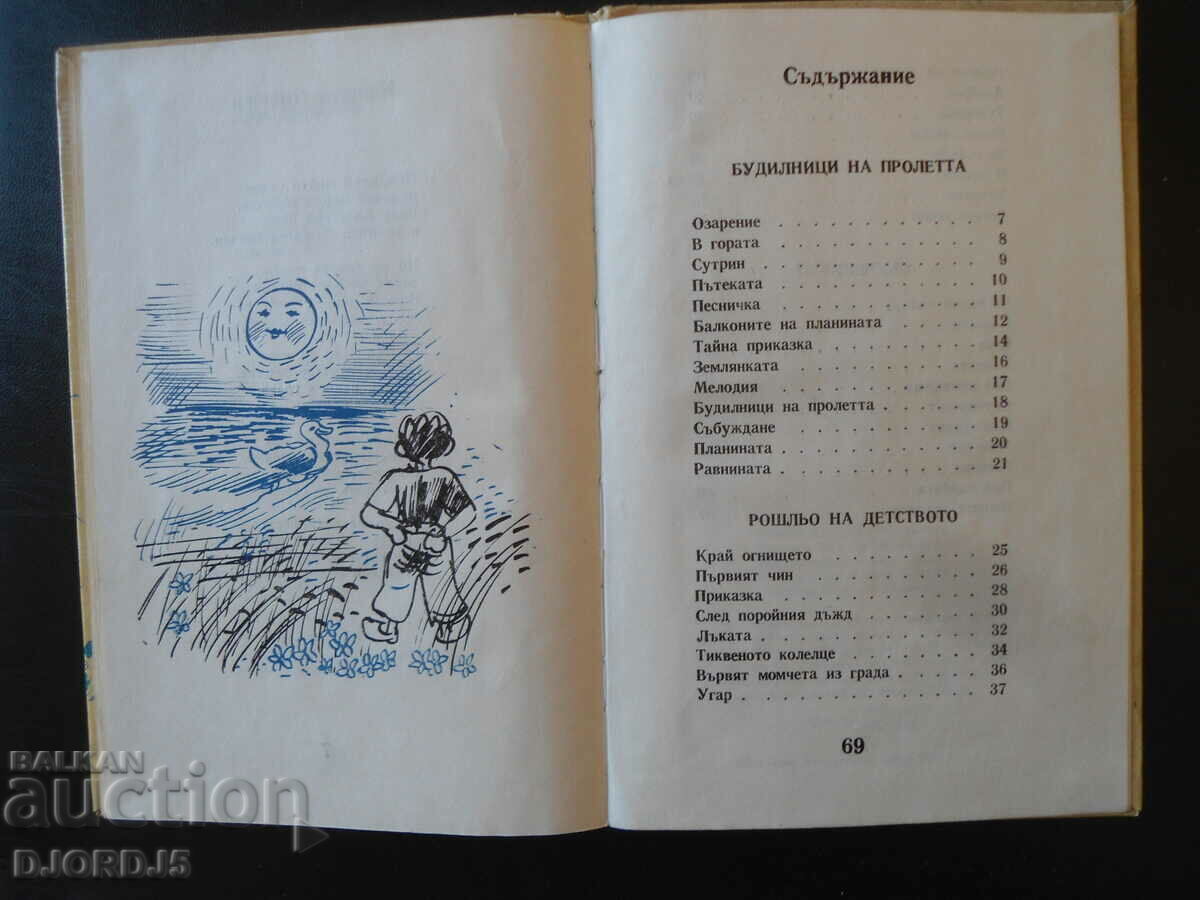 Съдържание
БУДИЛНИЦИ НА ПРОЛЕТТА
Озарение . . . . . . . . . . . 7
В гората . . . . . . . . . . . 8
Сутрин . . . . . . . . . . . . 9
Пътеката . . . . . . . . . . . 10
Песничка . . . . . . . . . . . 11
Балконите на планината . . . . . 12
Тайна приказка . . . . . . . . . 14
Землянката . . . . . . . . . . 16
Мелодия . . . . . . . . . . . 17
Будилници на пролетта . . . . . . 18
Събуждане . . . . . . . . . . 19
Планината . . . . . . . . . . . 20
Равнината . . . . . . . . . . . 21
РОШЛЬО НА ДЕТСТВОТО
Край огнището . . . . . . . . . 25
Първият чин . . . . . . . . . . 26
Приказка . . . . . . . . . . . 28
След поройния дъжд . . . . . . . 30
Лъката . . . . . . . . . . . . 32
Тиквеното колелце . . . . . . . . 34
Вървят момчета из града . . . . . 36
Угар . . . . . . . . . . . . . 37
69
BALKAN
auction
DJORDJ5